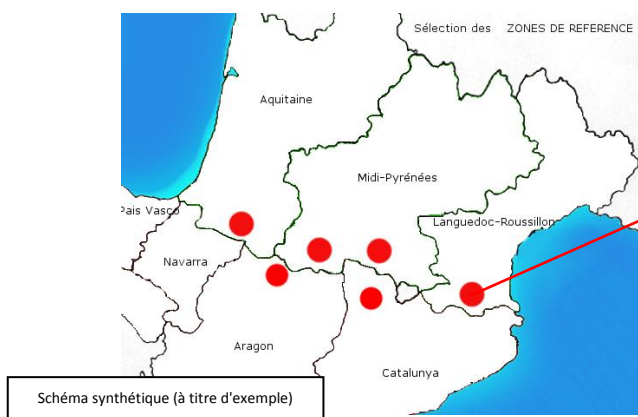 Sélection des ZONES DE REFERENCE
Aquitaine
Midi-Pyrénées
Pais Vasco
Languedoc-Roussillon
Navarra
Aragon
Catalunya
Schéma synthétique (à titre d'exemple)